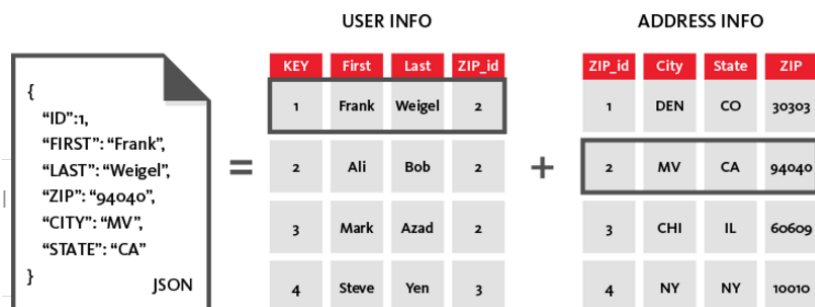 USER INFO
ADDRESS INFO
{
“ID”:1,
“FIRST”: “Frank”,
“LAST”: “Weigel”,
“ZIP”: “94040”,
“CITY”: “MV”,
“STATE”: “CA”
}
JSON
=
KEY First Last ZIP_id
1 Frank Weigel 2
2 Ali Bob 2
3 Mark Azad 2
4 Steve Yen 3
+
ZIP_id City State ZIP
1 DEN CO 30303
2 MV CA 94040
3 CHI IL 60609
4 NY NY 10010